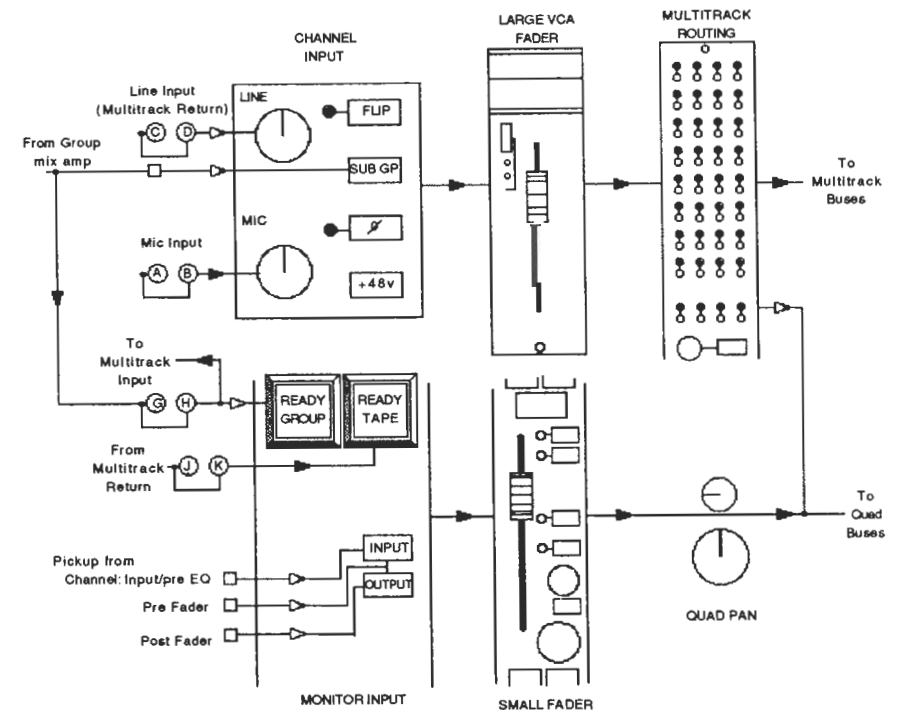 CHANNEL
INPUT
LARGE VCA
FADER
MULTITRACK
ROUTING
Line Input
(Multitrack Return)
C
D
LINE
FLIP
From Group
mix amp
SUB GP
To
Multitrack
Buses
MIC
ø
Mic Input
A
B
+48v
To
Multitrack
Input
G
H
READY
GROUP
READY
TAPE
From
Multitrack
Return
J
K
To
Quad
Buses
INPUT
OUTPUT
Pickup from
Channel: Input/pre EQ
Pre Fader
Post Fader
QUAD PAN
MONITOR INPUT
SMALL FADER